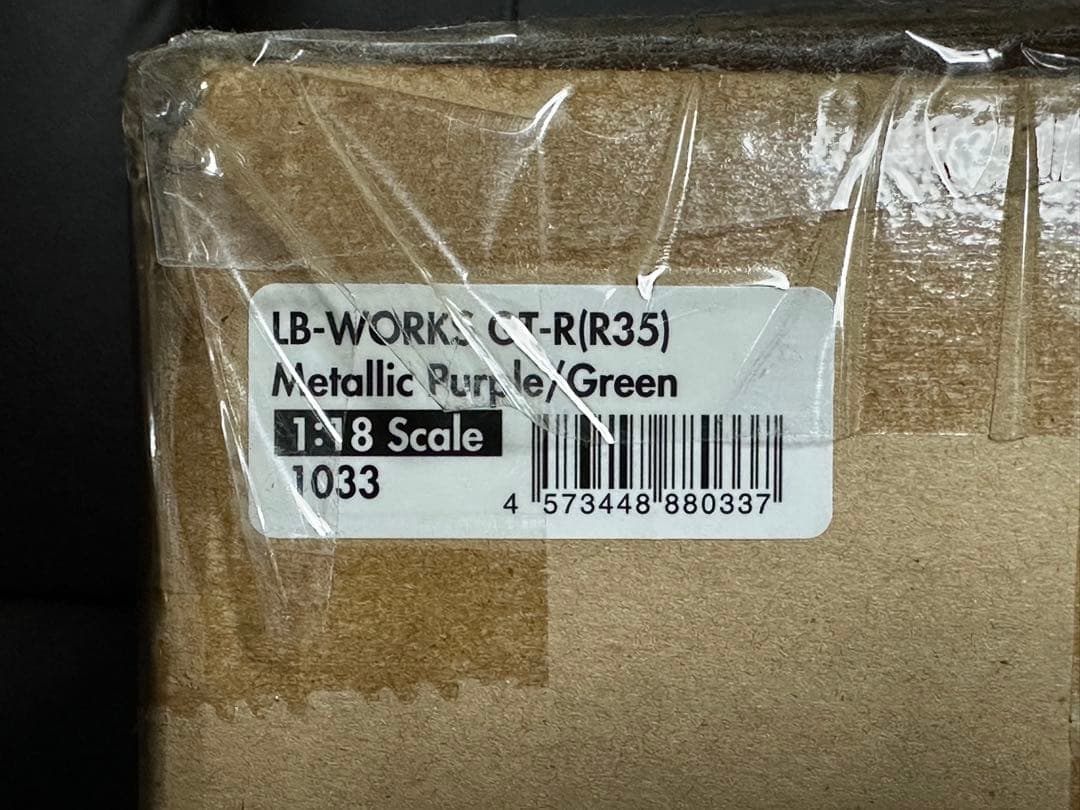 LB-WORKS GT-R(R35)
Metallic Purple/Green
1:18 Scale
1033
4 573448 880337